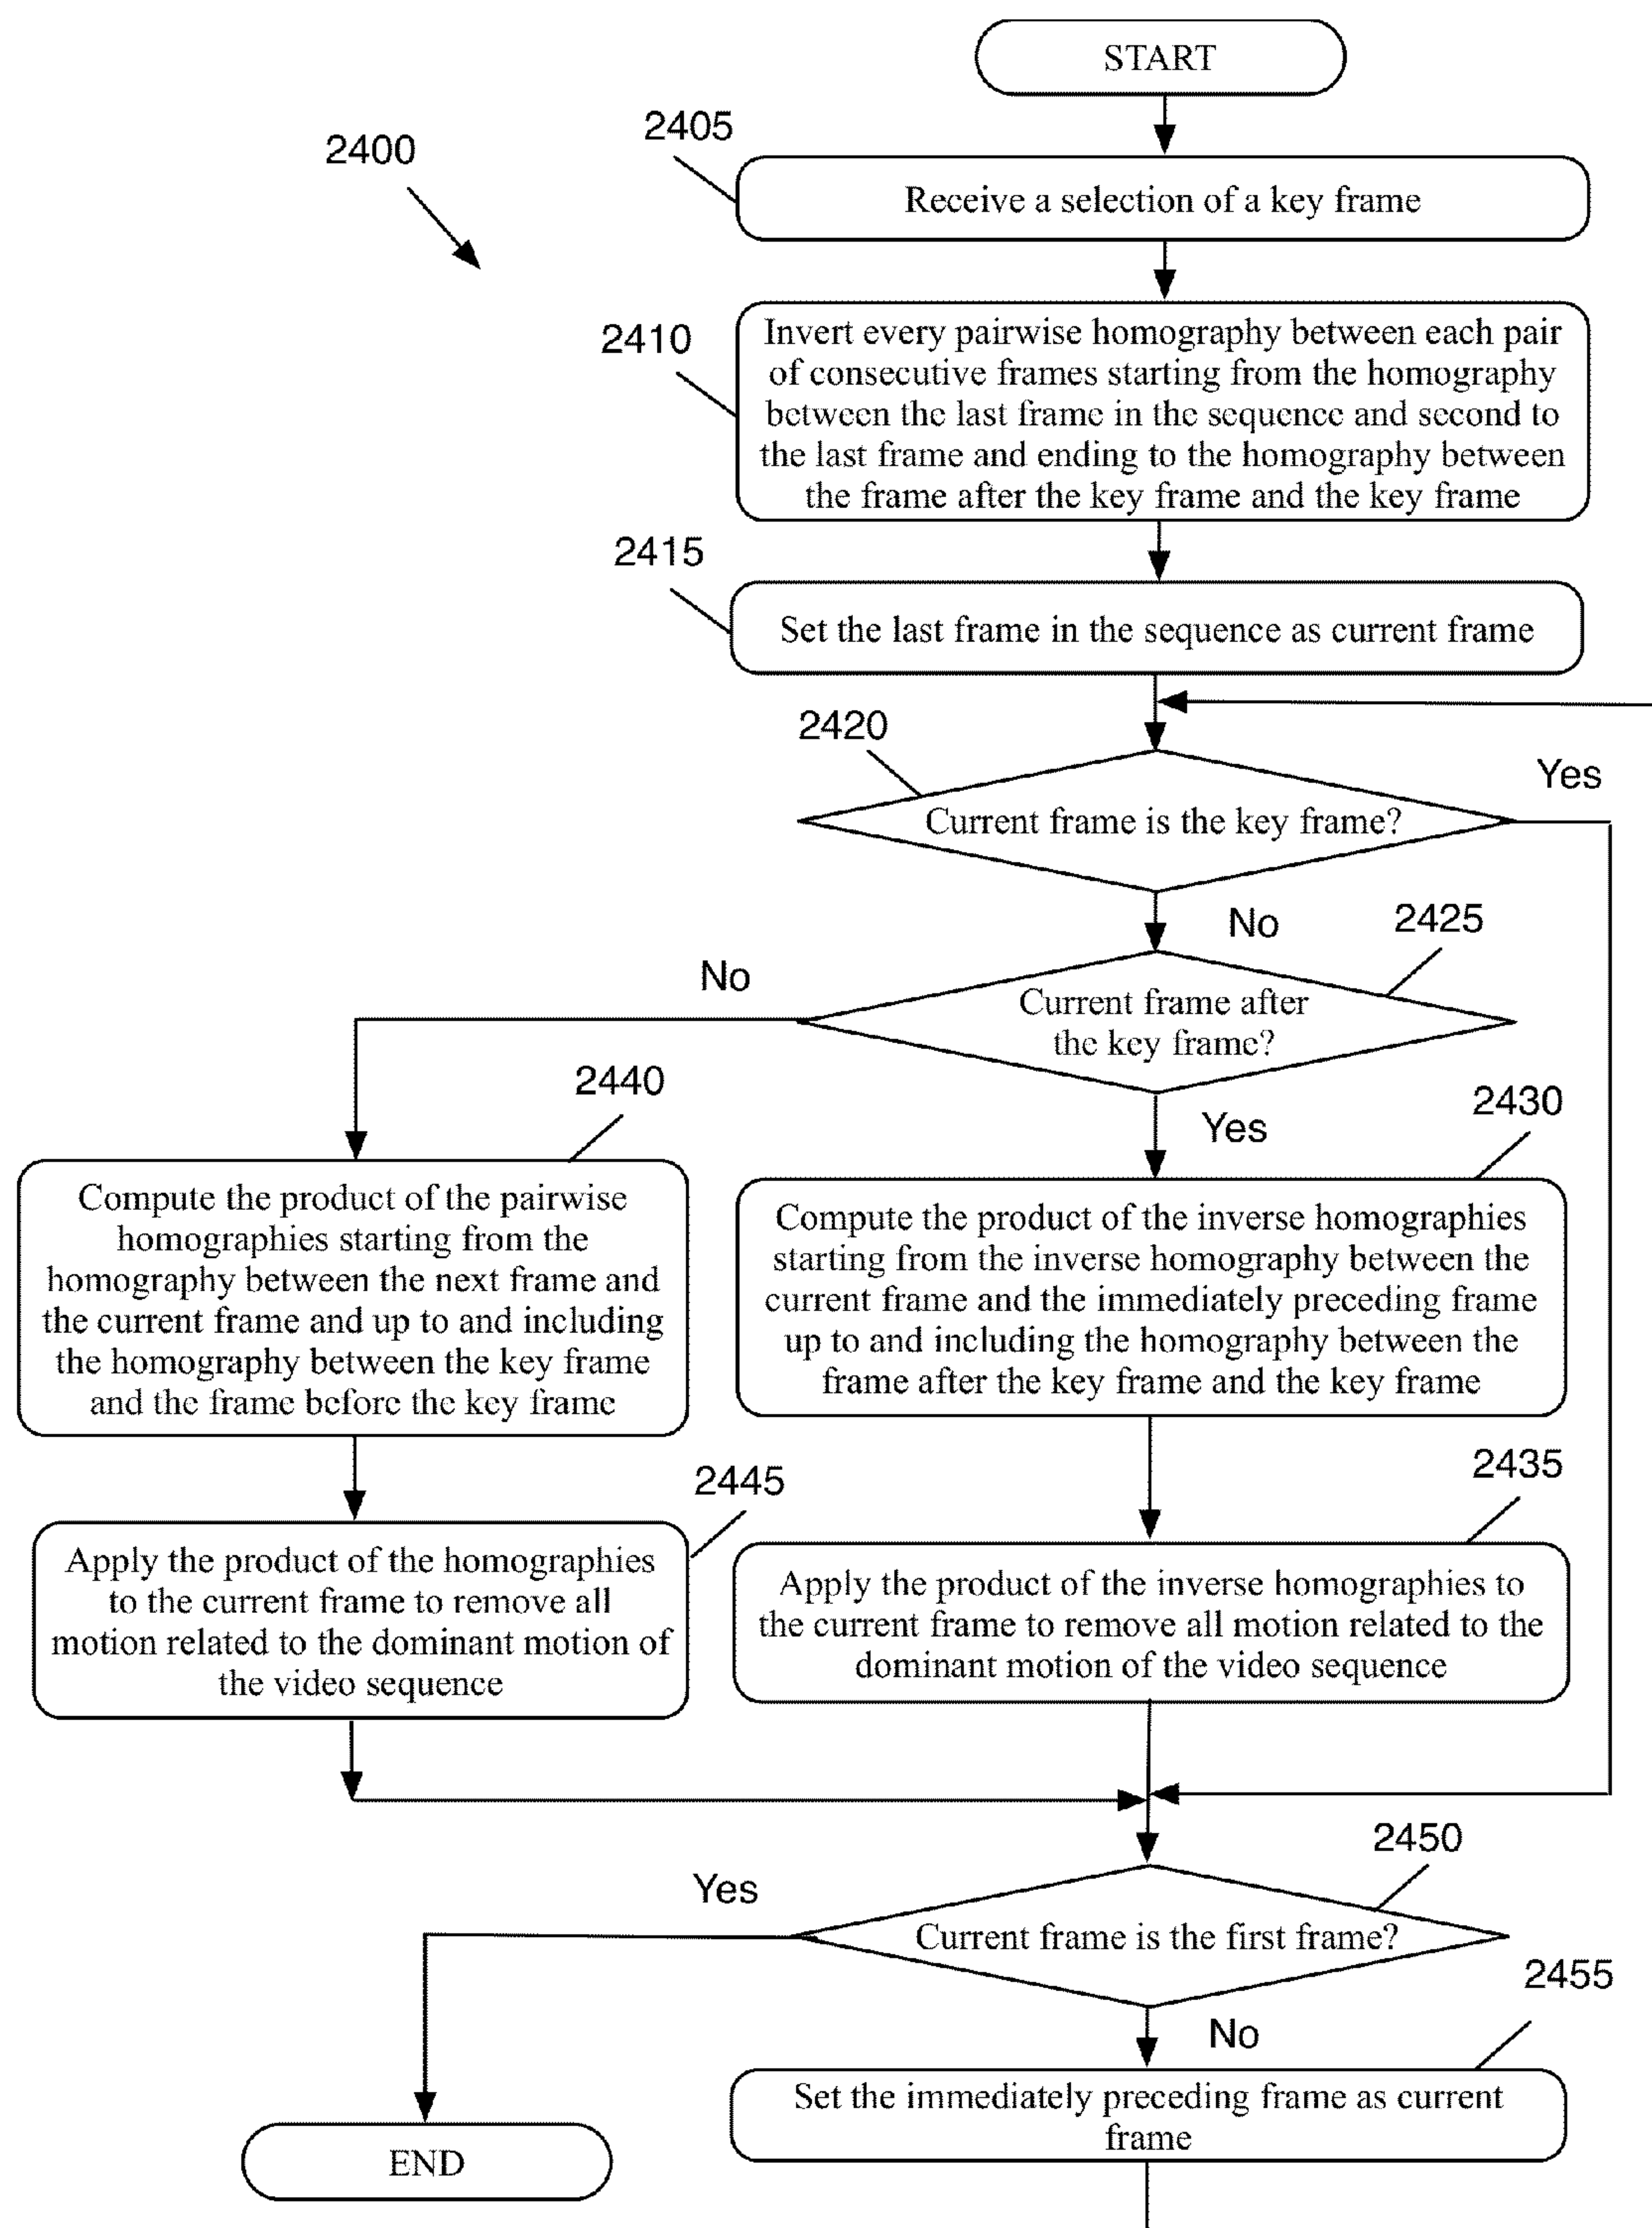 START
2405
2400
Receive a selection of a key frame
2410
Invert every pairwise homography between each pair
of consecutive frames starting from the homography
between the last frame in the sequence and second to
the last frame and ending to the homography between
the frame after the key frame and the key frame
2415
Set the last frame in the sequence as current frame
2420
Yes
Current frame is the key frame?
No
2425
No
Current frame after
the key frame?
2440
2430
Yes
Compute the product of the pairwise
homographies starting from the
homography between the next frame and
the current frame and up to and including
the homography between the key frame
and the frame before the key frame
Compute the product of the inverse homographies
starting from the inverse homography between the
current frame and the immediately preceding frame
up to and including the homography between the
frame after the key frame and the key frame
2445
2435
Apply the product of the homographies
to the current frame to remove all
motion related to the dominant motion of
the video sequence
Apply the product of the inverse homographies to
the current frame to remove all motion related to the
dominant motion of the video sequence
2450
Yes
Current frame is the first frame?
2455
No
Set the immediately preceding frame as current
frame
END